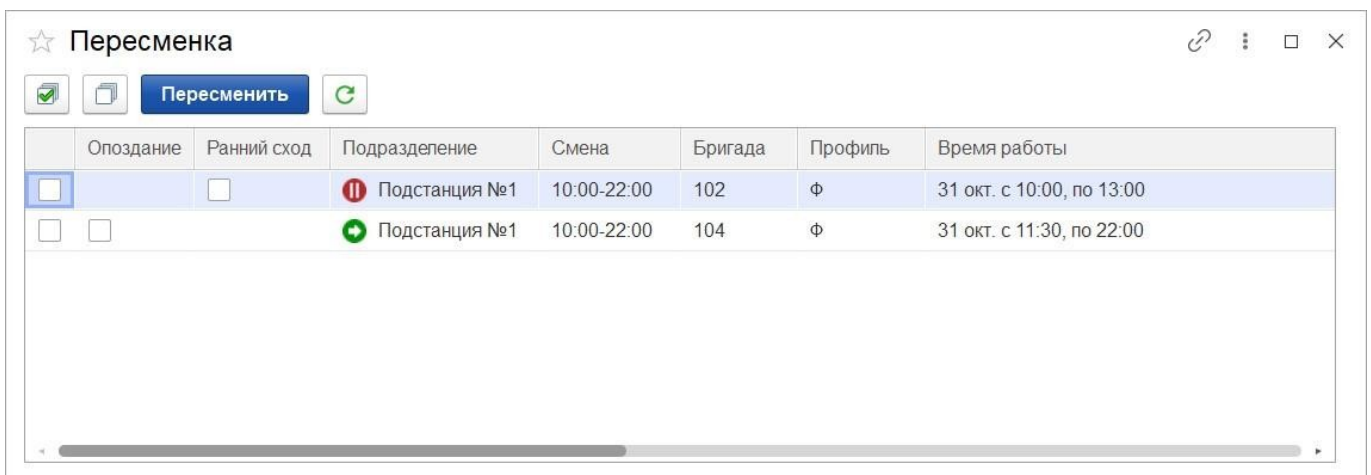 Пересменка
Пересменить
Опоздание Ранний сход Подразделение Смена Бригада Профиль Время работы
Подстанция №1 10:00-22:00 102 Ф 31 окт. с 10:00, по 13:00
Подстанция №1 10:00-22:00 104 Ф 31 окт. с 11:30, по 22:00